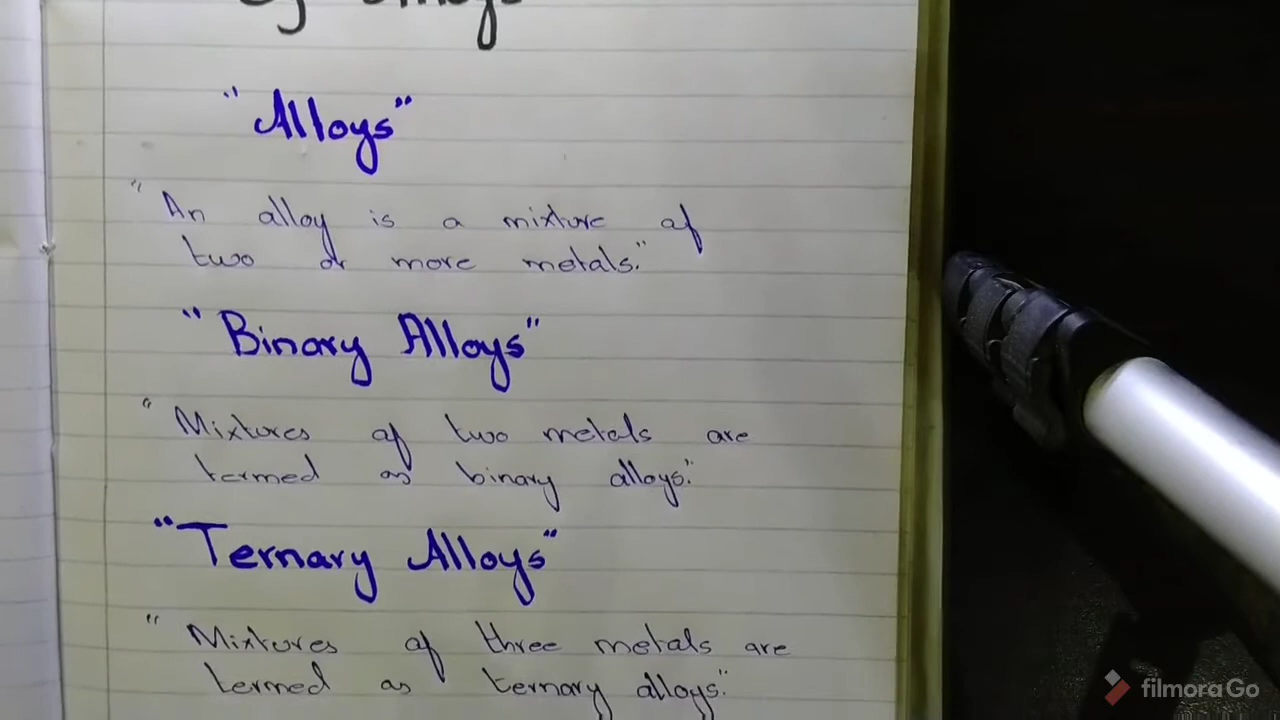 "Alloys"
"An alloy is a mixture of
two or more metals."
"Binary Alloys"
"Mixtures of two metals are
termed as binary alloys."
"Ternary Alloys"
"Mixtures of three metals are
termed as ternary alloys."
filmoraGo